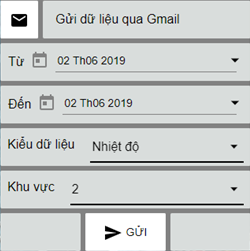 Gửi dữ liệu qua Gmail
Từ 02 Th06 2019
Đến 02 Th06 2019
Kiểu dữ liệu Nhiệt độ
Khu vực 2
GỬI